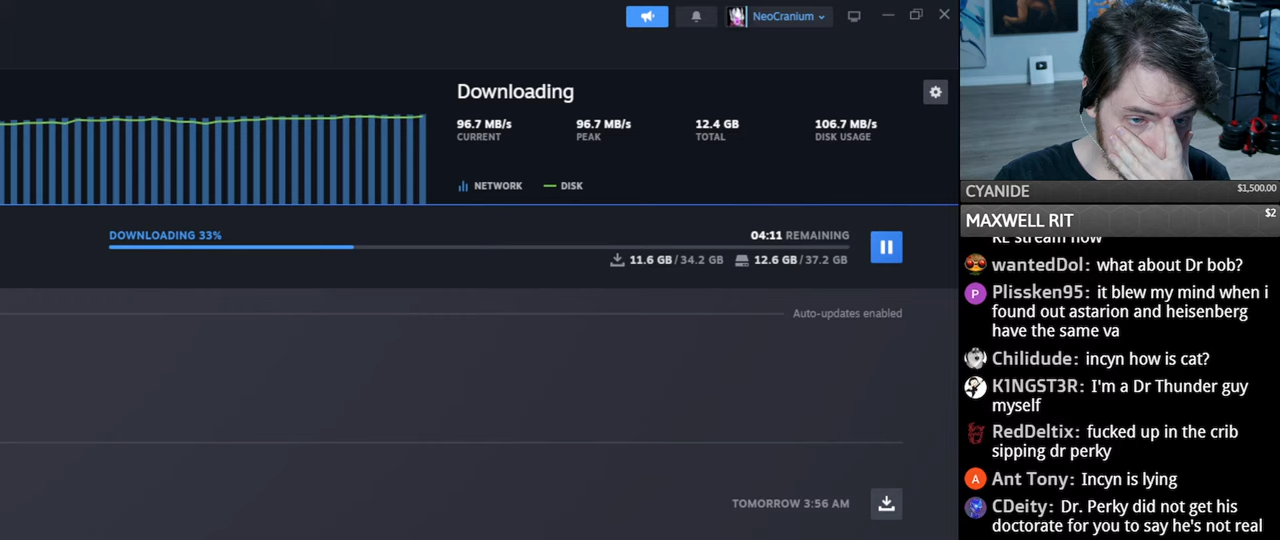 NeoCranium
Downloading
96.7 MB/s 96.7 MB/s 12.4 GB 106.7 MB/s
CURRENT PEAK TOTAL DISK USAGE
NETWORK DISK
DOWNLOADING 33% 04:11 REMAINING
11.6 GB / 34.2 GB 12.6 GB / 37.2 GB
Auto-updates enabled
TOMORROW 3:56 AM
CYANIDE $1,500.00
MAXWELL RIT $2
RE stream now
wantedDol: what about Dr bob?
P Plissken95: it blew my mind when i
found out astarion and heisenberg
have the same va
Chilidude: incyn how is cat?
K1NGST3R: I'm a Dr Thunder guy
myself
RedDeltix: fucked up in the crib
sipping dr perky
A Ant Tony: Incyn is lying
CDeity: Dr. Perky did not get his
doctorate for you to say he's not real